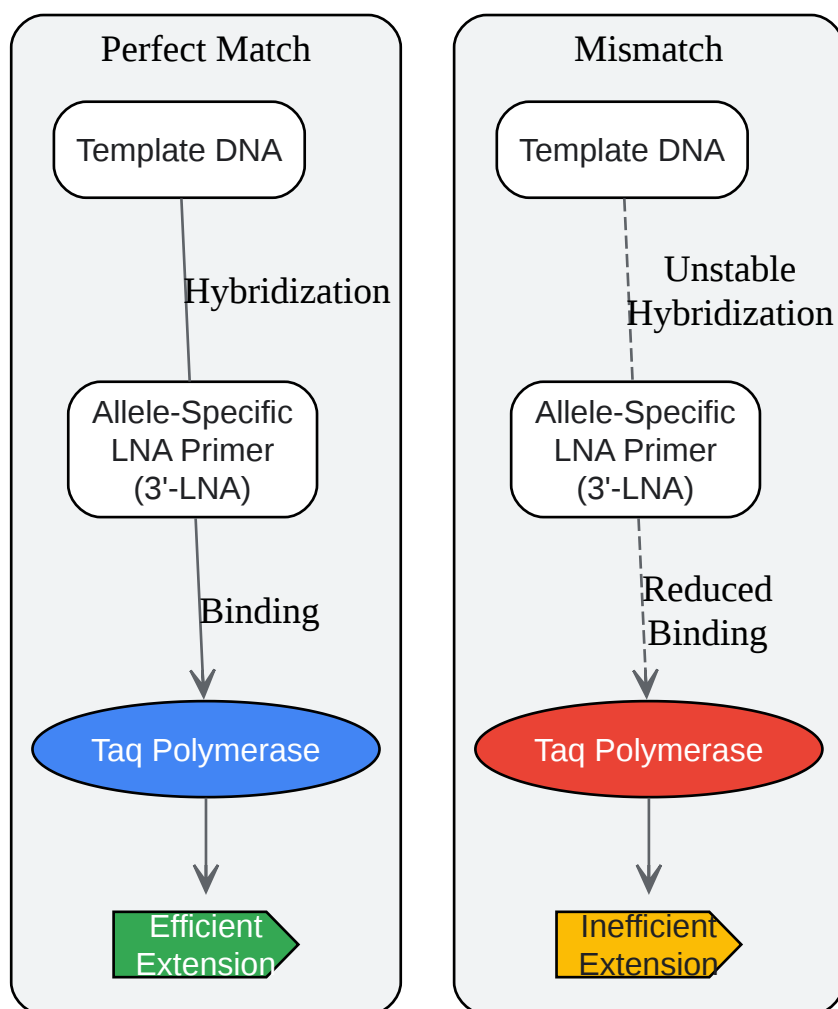 Perfect Match
Template DNA
Hybridization
Allele-Specific
LNA Primer
(3'-LNA)
Binding
Taq Polymerase
Efficient
Extension
Mismatch
Template DNA
Unstable
Hybridization
Allele-Specific
LNA Primer
(3'-LNA)
Reduced
Binding
Taq Polymerase
Inefficient
Extension